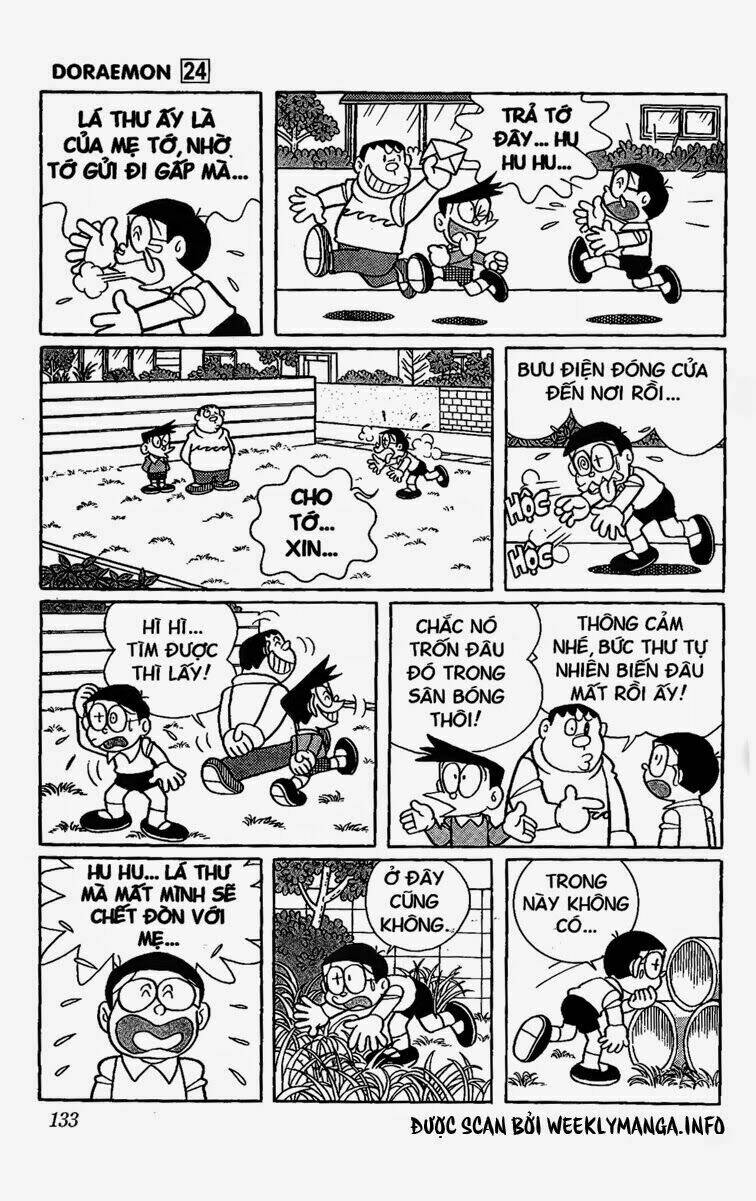 DORAEMON 24
LÁ THƯ ẤY LÀ
CỦA MẸ TỚ, NHỜ
TỚ GỬI ĐI GẤP MÀ...
TRẢ TỚ
ĐÂY... HU
HU HU...
CHO
TỚ...
XIN...
BƯU ĐIỆN ĐÓNG CỬA
ĐẾN NƠI RỒI...
HỘC
HỘC
HÌ HÌ...
TÌM ĐƯỢC
THÌ LẤY!
CHẮC NÓ
TRỐN ĐÂU
ĐÓ TRONG
SÂN BÓNG
THÔI!
THÔNG CẢM
NHÉ, BỨC THƯ TỰ
NHIÊN BIẾN ĐÂU
MẤT RỒI ẤY!
HU HU... LÁ THƯ
MÀ MẤT MÌNH SẼ
CHẾT ĐÒN VỚI
MẸ...
Ở ĐÂY
CŨNG
KHÔNG.
TRONG
NÀY KHÔNG
CÓ...
133
ĐƯỢC SCAN BỞI WEEKLYMANGA.INFO